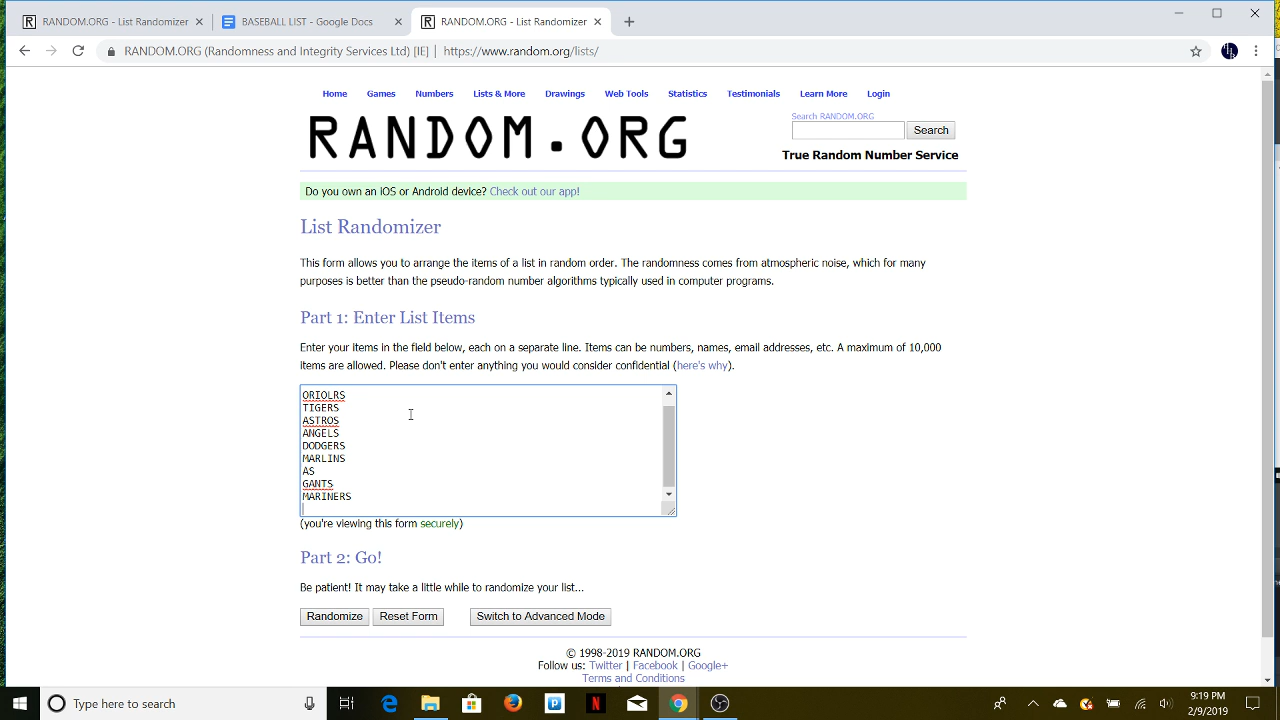 RANDOM.ORG - List Randomizer
BASEBALL LIST - Google Docs
RANDOM.ORG - List Randomizer
RANDOM.ORG (Randomness and Integrity Services Ltd) [IE] | https://www.random.org/lists/
Home Games Numbers Lists & More Drawings Web Tools Statistics Testimonials Learn More Login
Search RANDOM.ORG
RANDOM.ORG
Search
True Random Number Service
Do you own an iOS or Android device? Check out our app!
List Randomizer
This form allows you to arrange the items of a list in random order. The randomness comes from atmospheric noise, which for many
purposes is better than the pseudo-random number algorithms typically used in computer programs.
Part 1: Enter List Items
Enter your items in the field below, each on a separate line. Items can be numbers, names, email addresses, etc. A maximum of 10,000
items are allowed. Please don't enter anything you would consider confidential (here's why).
ORIOLRS
TIGERS
ASTROS
ANGELS
DODGERS
MARLINS
AS
GANTS
MARINERS
(you're viewing this form securely)
Part 2: Go!
Be patient! It may take a little while to randomize your list...
Randomize Reset Form Switch to Advanced Mode
© 1998-2019 RANDOM.ORG
Follow us: Twitter | Facebook | Google+
Terms and Conditions
Type here to search
9:19 PM
2/9/2019